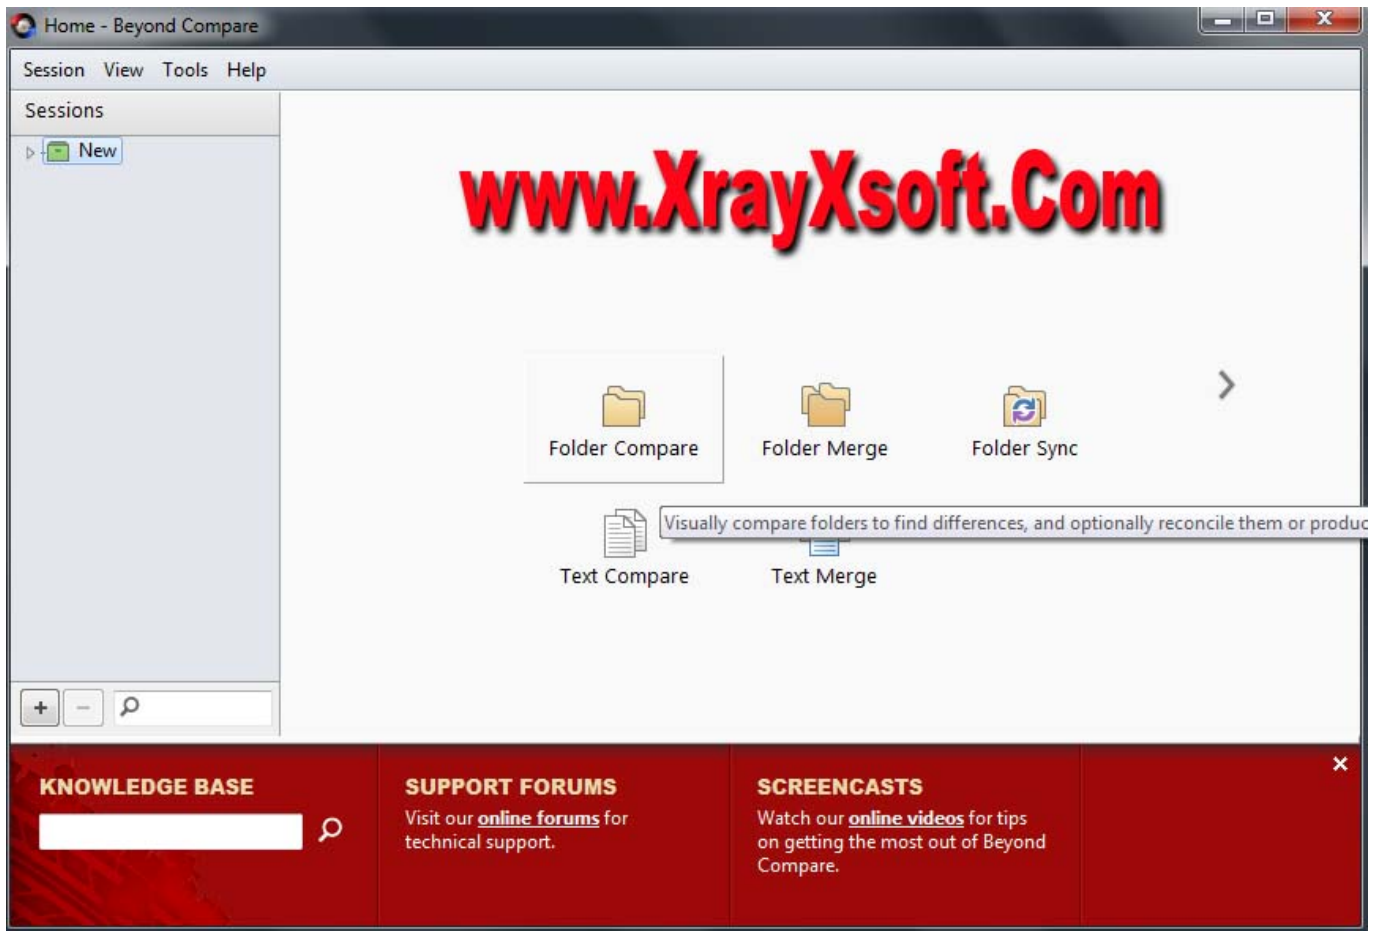 Home - Beyond Compare
Session View Tools Help
Sessions
New
www.XrayXsoft.Com
Folder Compare
Folder Merge
Folder Sync
Visually compare folders to find differences, and optionally reconcile them or produc
Text Compare
Text Merge
KNOWLEDGE BASE
SUPPORT FORUMS
Visit our online forums for
technical support.
SCREENCASTS
Watch our online videos for tips
on getting the most out of Beyond
Compare.